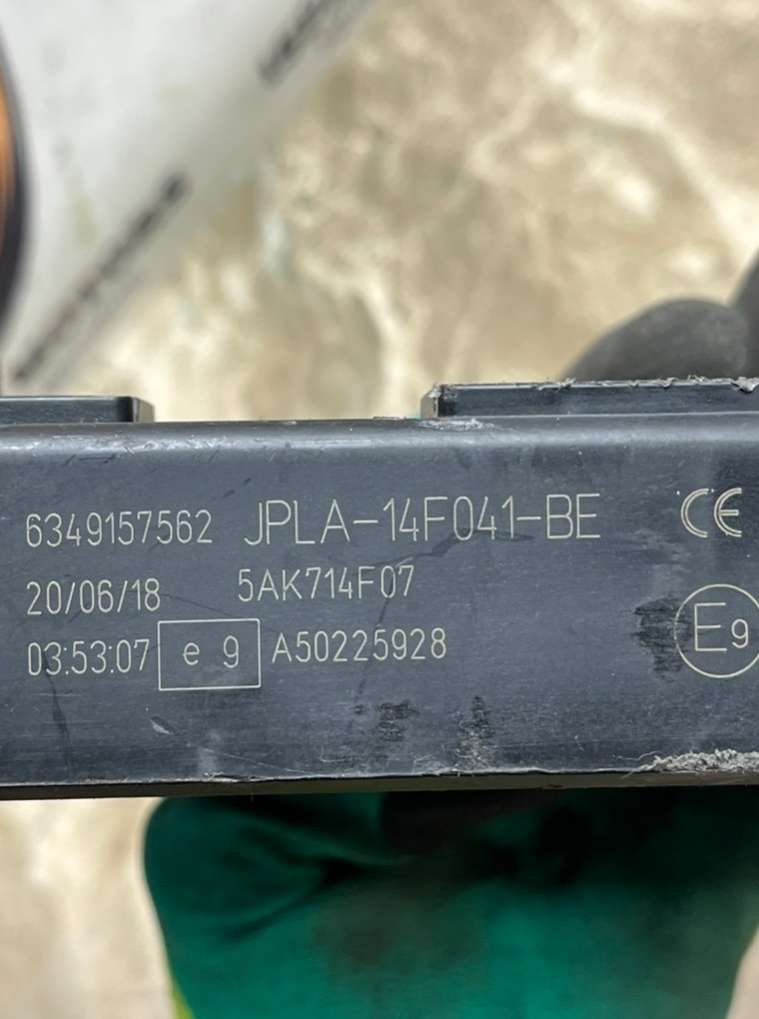 6349157562 JPLA-14F041-BE CE
20/06/18 5AK714F07
03:53:07 e 9 A50225928 E9